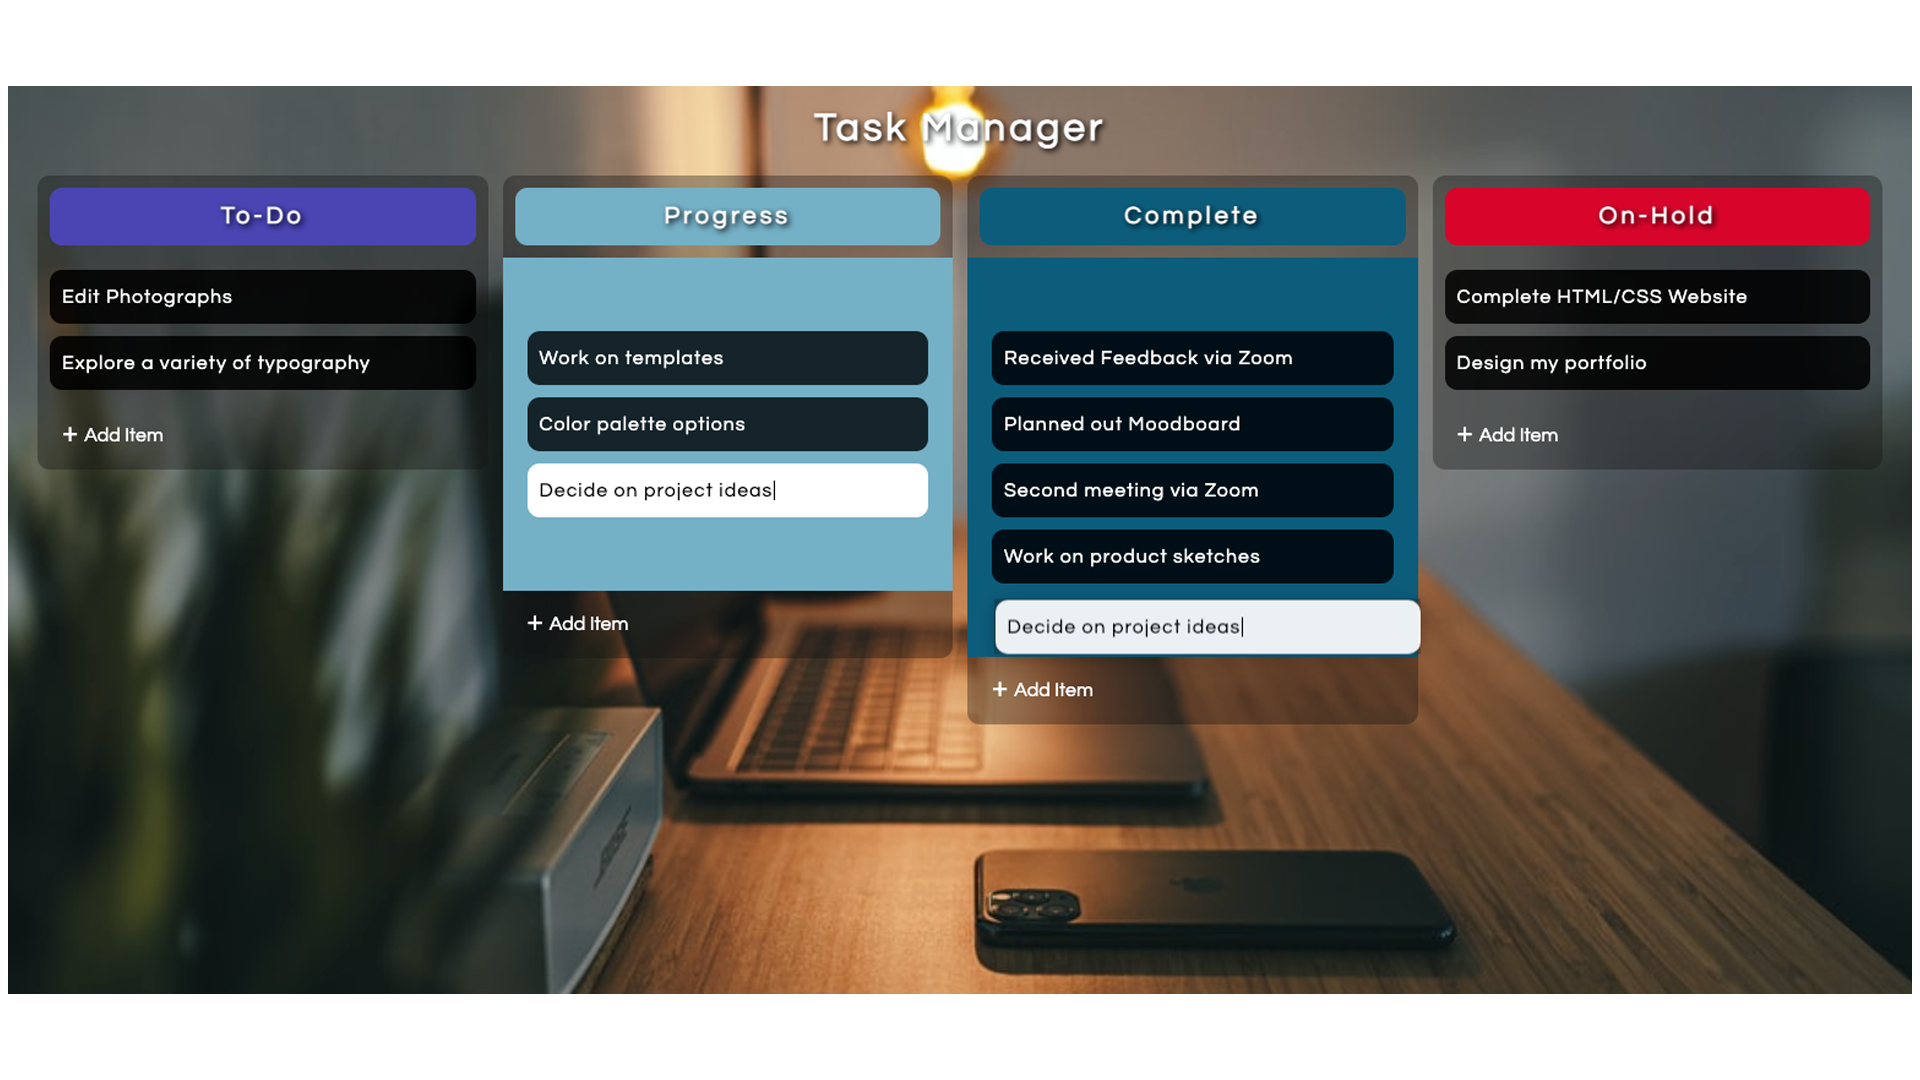 Task Manager
To-Do
Edit Photographs
Explore a variety of typography
+ Add Item
Progress
Work on templates
Color palette options
Decide on project ideas
+ Add Item
Complete
Received Feedback via Zoom
Planned out Moodboard
Second meeting via Zoom
Work on product sketches
Decide on project ideas
+ Add Item
On-Hold
Complete HTML/CSS Website
Design my portfolio
+ Add Item